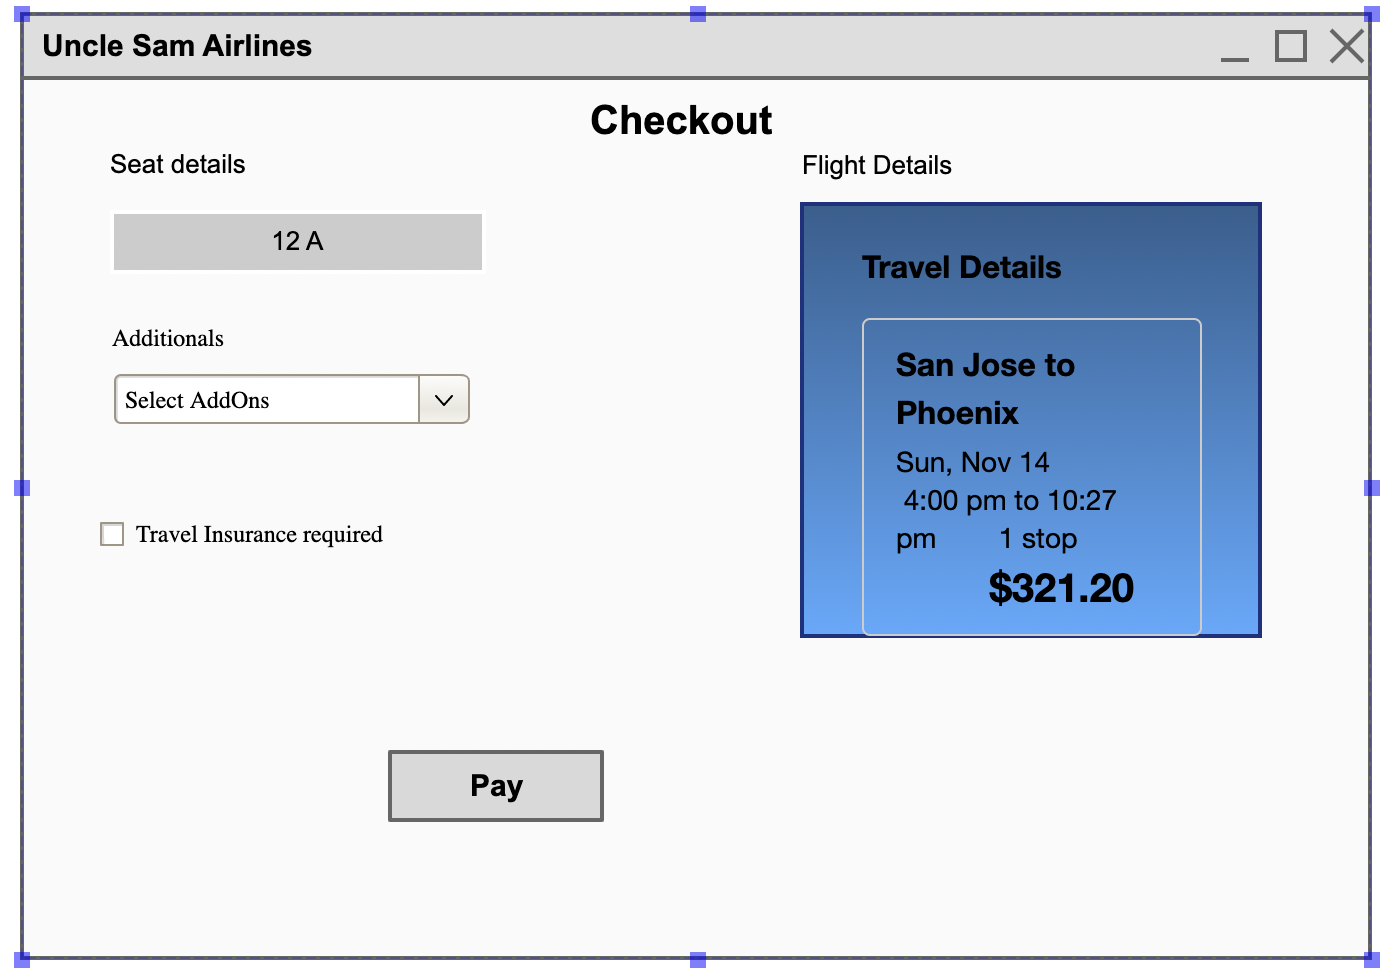 Uncle Sam Airlines
Checkout
Seat details
12 A
Additionals
Select AddOns
Travel Insurance required
Flight Details
Travel Details
San Jose to
Phoenix
Sun, Nov 14
4:00 pm to 10:27
pm 1 stop
$321.20
Pay